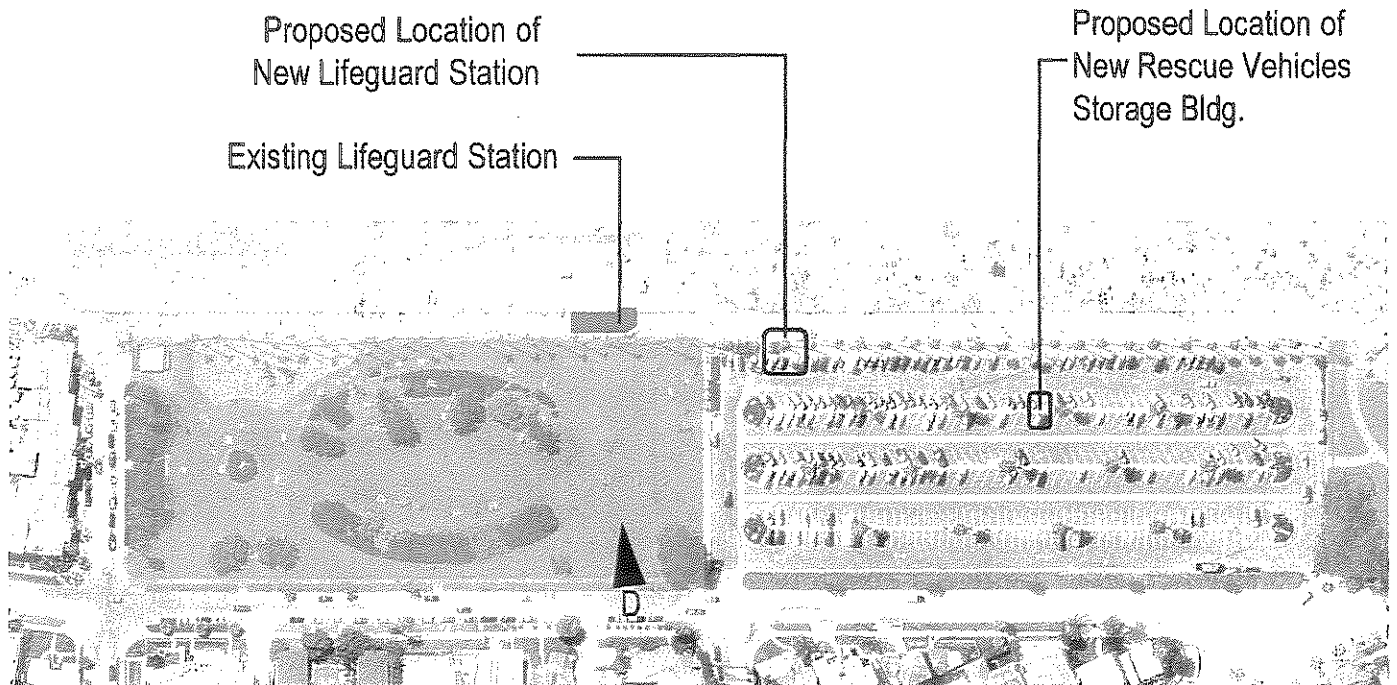 Proposed Location of
New Lifeguard Station
Existing Lifeguard Station
Proposed Location of
New Rescue Vehicles
Storage Bldg.
D